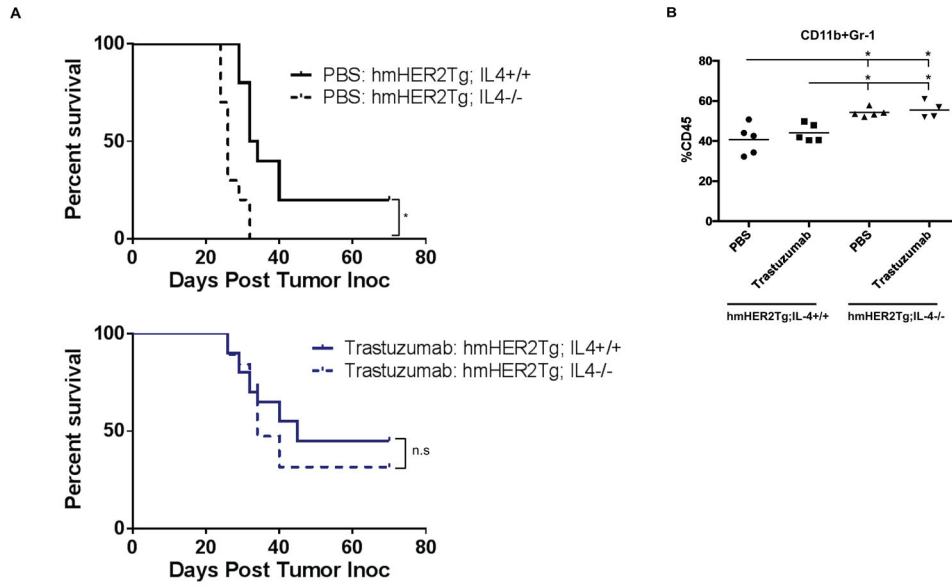 A
Percent survival
100
50
0
0 20 40 60 80
Days Post Tumor Inoc
PBS: hmHER2Tg; IL4+/+
PBS: hmHER2Tg; IL4-/-
*
Percent survival
100
50
0
0 20 40 60 80
Days Post Tumor Inoc
Trastuzumab: hmHER2Tg; IL4+/+
Trastuzumab: hmHER2Tg; IL4-/-
n.s
B
CD11b+Gr-1
%CD45
80
60
40
20
0
* *
* *
PBS
Trastuzumab
PBS
Trastuzumab
hmHER2Tg;IL-4+/+
hmHER2Tg;IL-4-/-